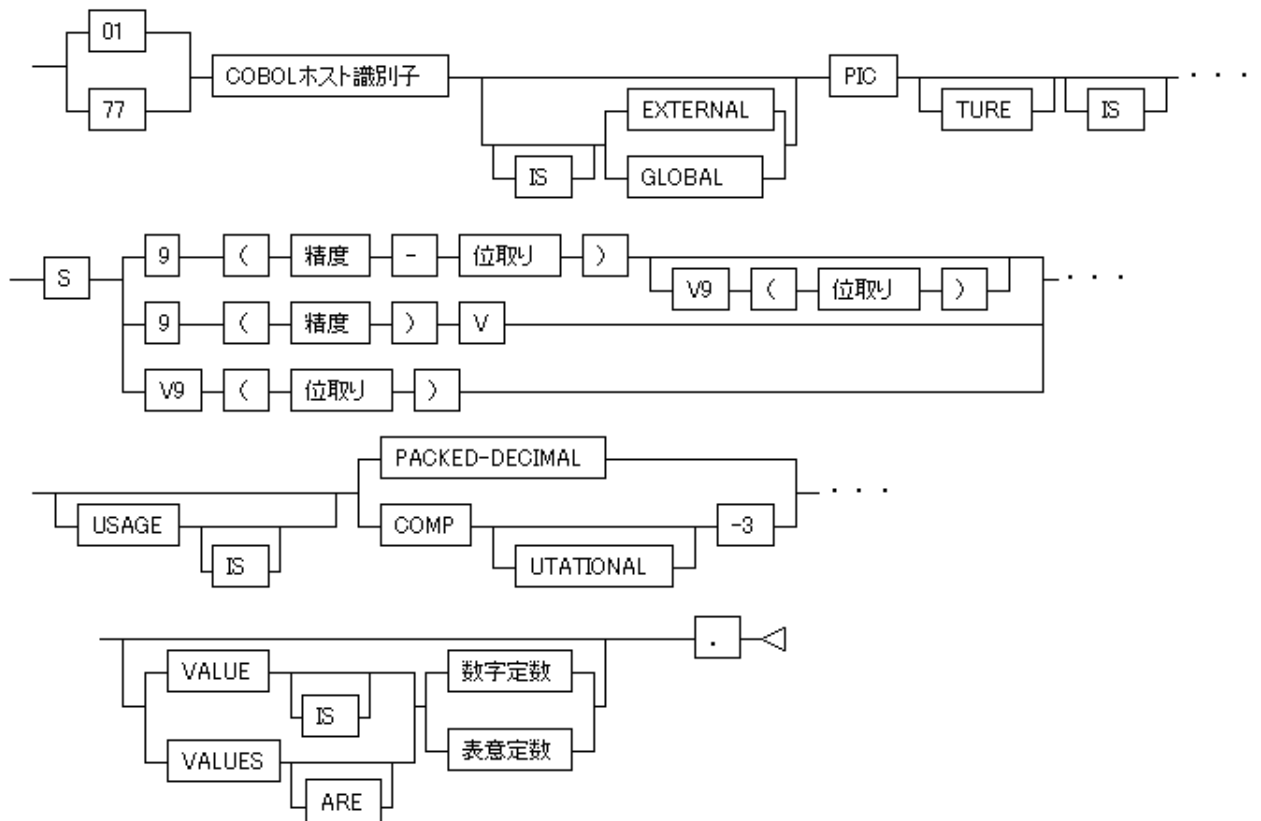 01
COBOLホスト識別子 PIC ・・・
77 EXTERNAL TURE IS
IS GLOBAL
9 ( 精度 - 位取り )
S V9 ( 位取り ) ・・・
9 ( 精度 ) V
V9 ( 位取り )
PACKED-DECIMAL
・・・
USAGE COMP -3
IS UTATIONAL
.
VALUE 数字定数
IS
VALUES 表意定数
ARE